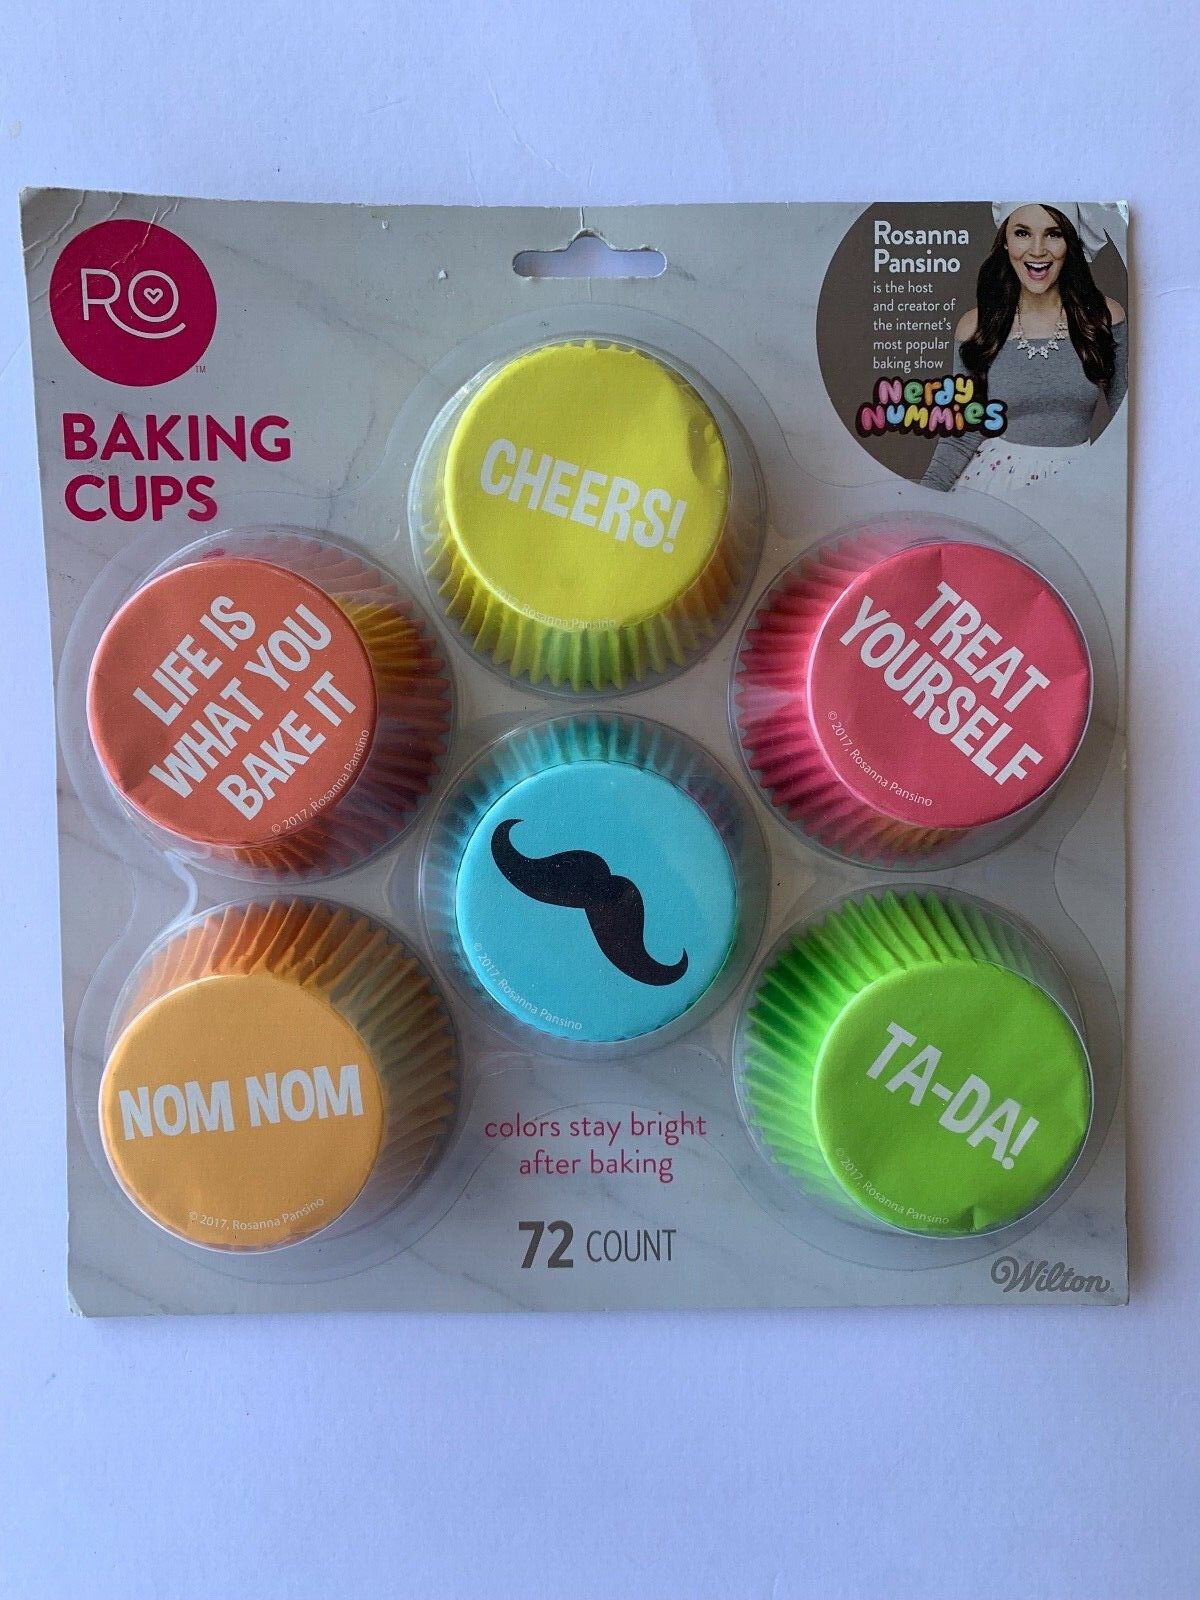 RO
TM
BAKING
CUPS
Rosanna
Pansino
is the host
and creator of
the internet's
most popular
baking show
Nerdy
Nummies
CHEERS!
2017, Rosanna Pansino
LIFE IS
WHAT YOU
BAKE IT
© 2017, Rosanna Pansino
TREAT
YOURSELF
© 2017, Rosanna Pansino
© 2017, Rosanna Pansino
NOM NOM
© 2017, Rosanna Pansino
TA-DA!
© 2017, Rosanna Pansino
colors stay bright
after baking
72 COUNT
Wilton